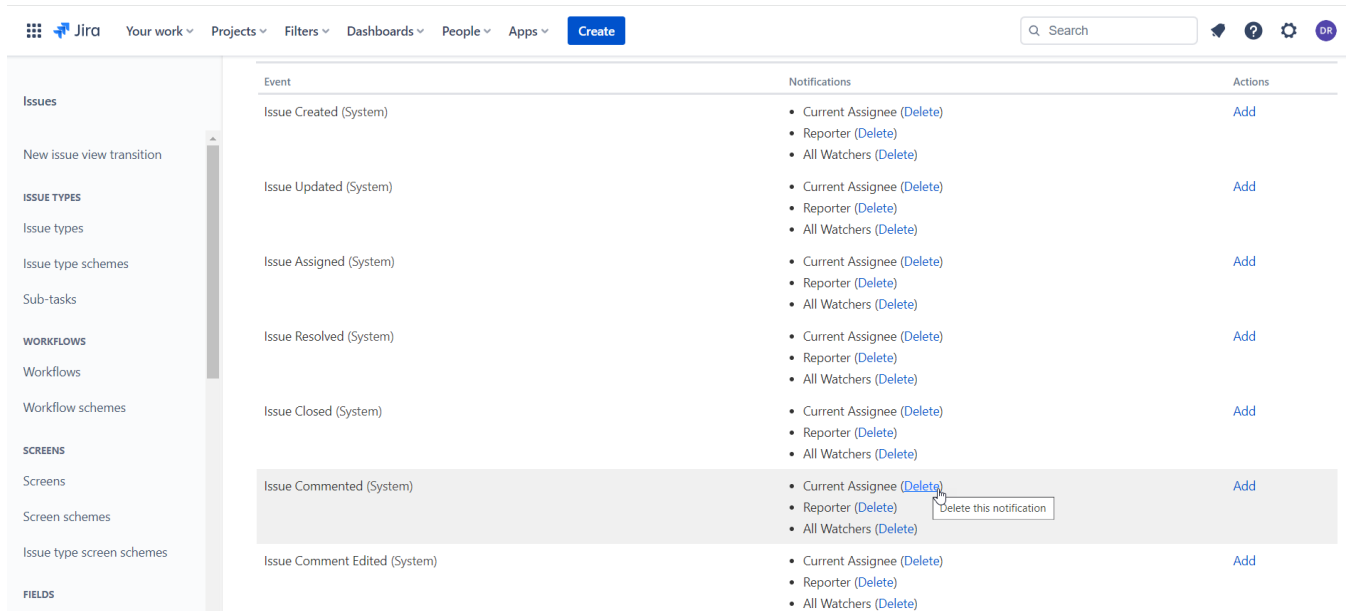 Jira Your work Projects Filters Dashboards People Apps Create Search DR
Issues
New issue view transition
ISSUE TYPES
Issue types
Issue type schemes
Sub-tasks
WORKFLOWS
Workflows
Workflow schemes
SCREENS
Screens
Screen schemes
Issue type screen schemes
FIELDS
Event Notifications Actions
Issue Created (System) • Current Assignee (Delete) Add
• Reporter (Delete)
• All Watchers (Delete)
Issue Updated (System) • Current Assignee (Delete) Add
• Reporter (Delete)
• All Watchers (Delete)
Issue Assigned (System) • Current Assignee (Delete) Add
• Reporter (Delete)
• All Watchers (Delete)
Issue Resolved (System) • Current Assignee (Delete) Add
• Reporter (Delete)
• All Watchers (Delete)
Issue Closed (System) • Current Assignee (Delete) Add
• Reporter (Delete)
• All Watchers (Delete)
Issue Commented (System) • Current Assignee (Delete) Add
• Reporter (Delete)
Delete this notification
• All Watchers (Delete)
Issue Comment Edited (System) • Current Assignee (Delete) Add
• Reporter (Delete)
• All Watchers (Delete)